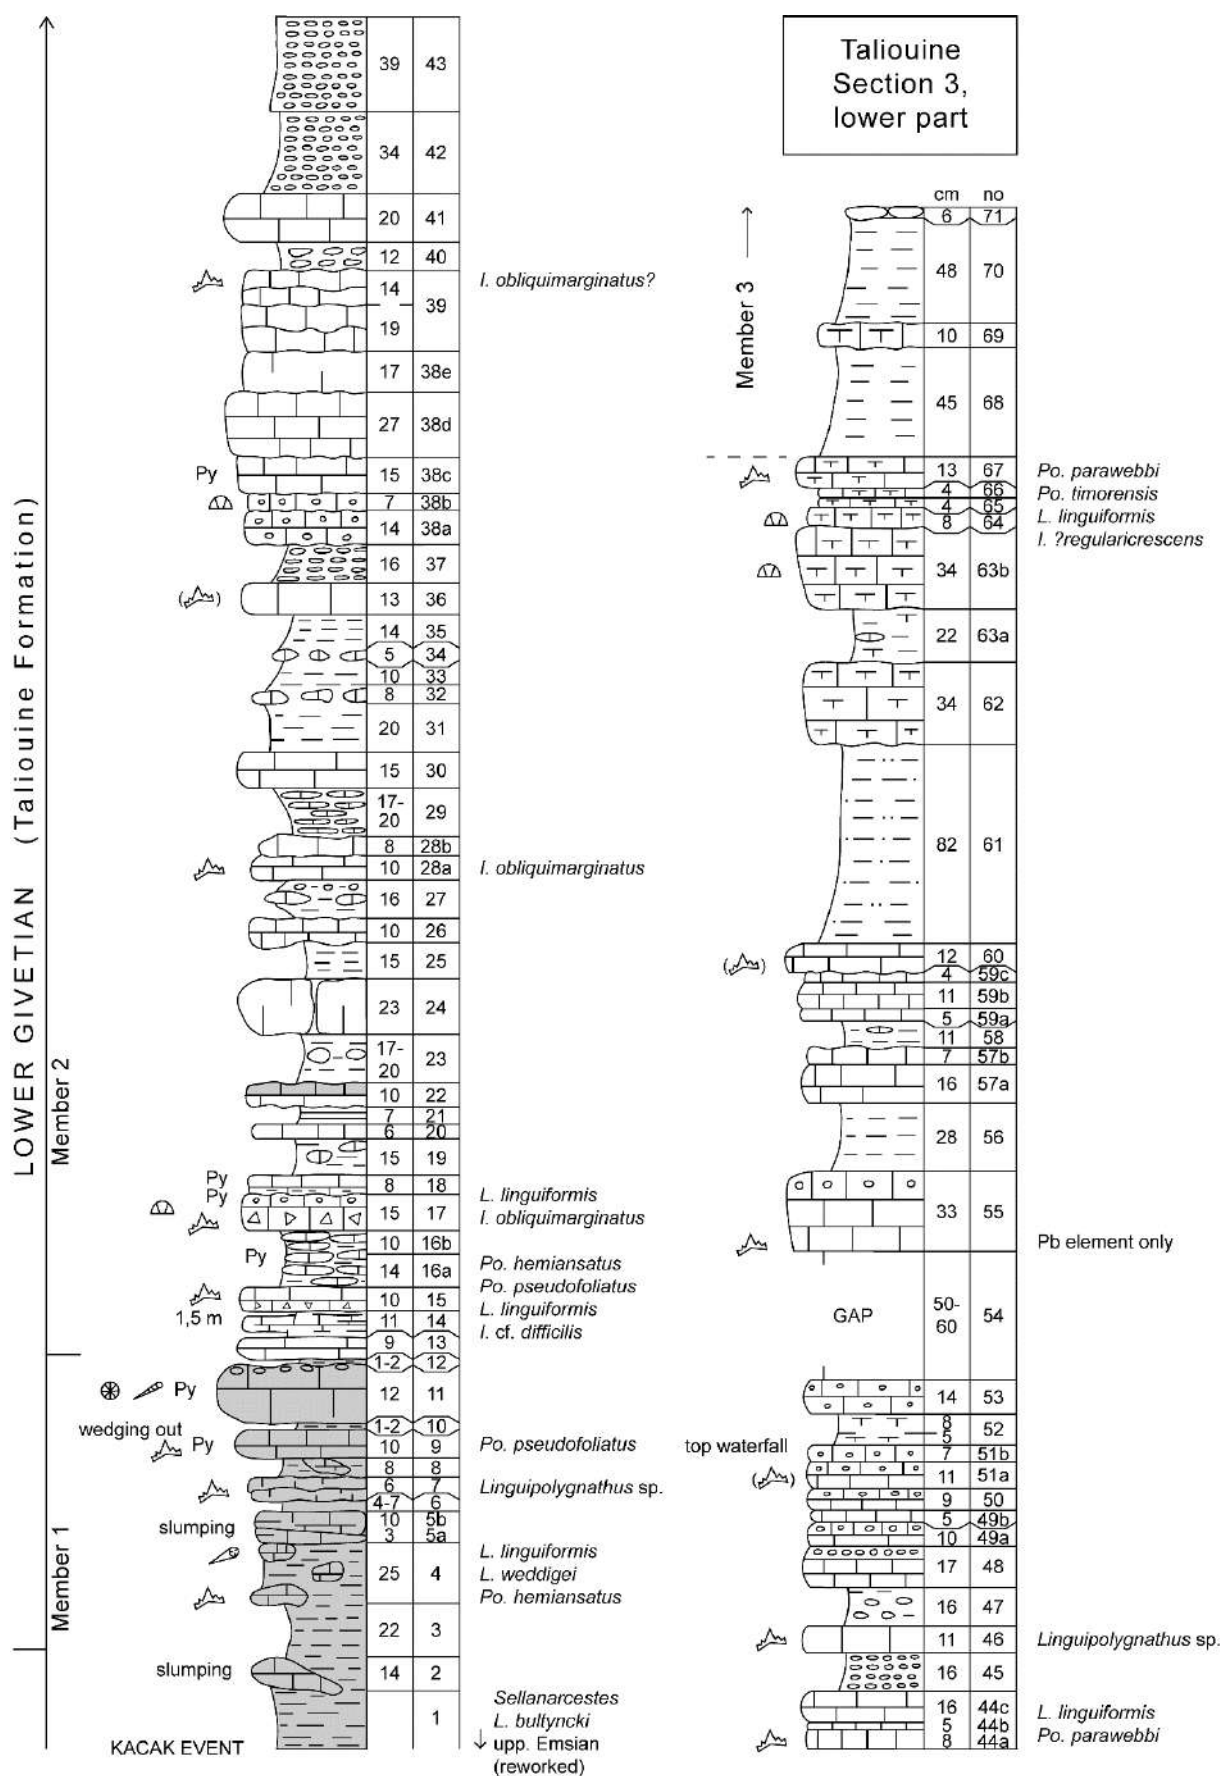 LOWER GIVETIAN (Taliouine Formation)
Member 2
Member 1
39 43
34 42
20 41
12 40
14
39
19
I. obliquimarginatus?
17 38e
27 38d
Py 15 38c
7 38b
14 38a
16 37
( ) 13 36
14 35
5 34
10 33
8 32
20 31
15 30
17-
20
29
8 28b
10 28a I. obliquimarginatus
16 27
10 26
15 25
23 24
17-
20
23
10 22
7 21
6 20
15 19
Py 8 18
Py
15 17
L. linguiformis
I. obliquimarginatus
10 16b
Py
14 16a
Po. hemiansatus
Po. pseudofoliatus
10 15 L. linguiformis
1,5 m 11 14 I. cf. difficilis
9 13
1-2 12
Py 12 11
wedging out 1-2 10
Py 10 9 Po. pseudofoliatus
8 8
6 7 Linguipolygnathus sp.
4-7 6
slumping 10 5b
3 5a
25 4
L. linguiformis
L. weddigei
Po. hemiansatus
22 3
slumping 14 2
1
Sellanarcestes
L. bultyncki
↓ upp. Emsian
(reworked)
KACAK EVENT
Taliouine
Section 3,
lower part
Member 3
cm no
6 71
48 70
10 69
45 68
13 67 Po. parawebbi
4 66 Po. timorensis
4 65 L. linguiformis
8 64
I. ?regularicrescens
34 63b
22 63a
34 62
82 61
( ) 12 60
4 59c
11 59b
5 59a
11 58
7 57b
16 57a
28 56
33 55
Pb element only
GAP
50-
60
54
14 53
8
5
52
top waterfall 7 51b
( ) 11 51a
9 50
5 49b
10 49a
17 48
16 47
11 46 Linguipolygnathus sp.
16 45
16 44c L. linguiformis
5 44b
8 44a Po. parawebbi